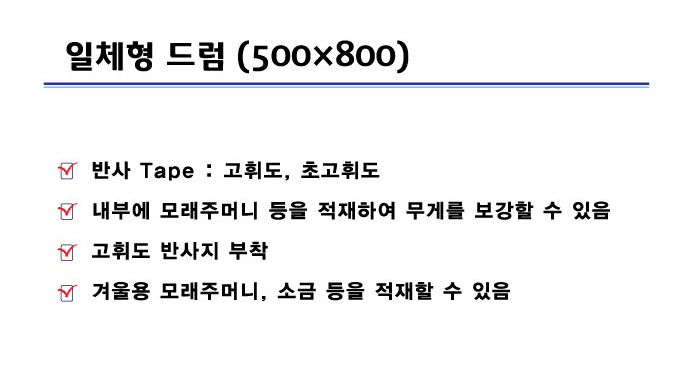 일체형 드럼 (500×800)
반사 Tape : 고휘도, 초고휘도
내부에 모래주머니 등을 적재하여 무게를 보강할 수 있음
고휘도 반사지 부착
겨울용 모래주머니, 소금 등을 적재할 수 있음